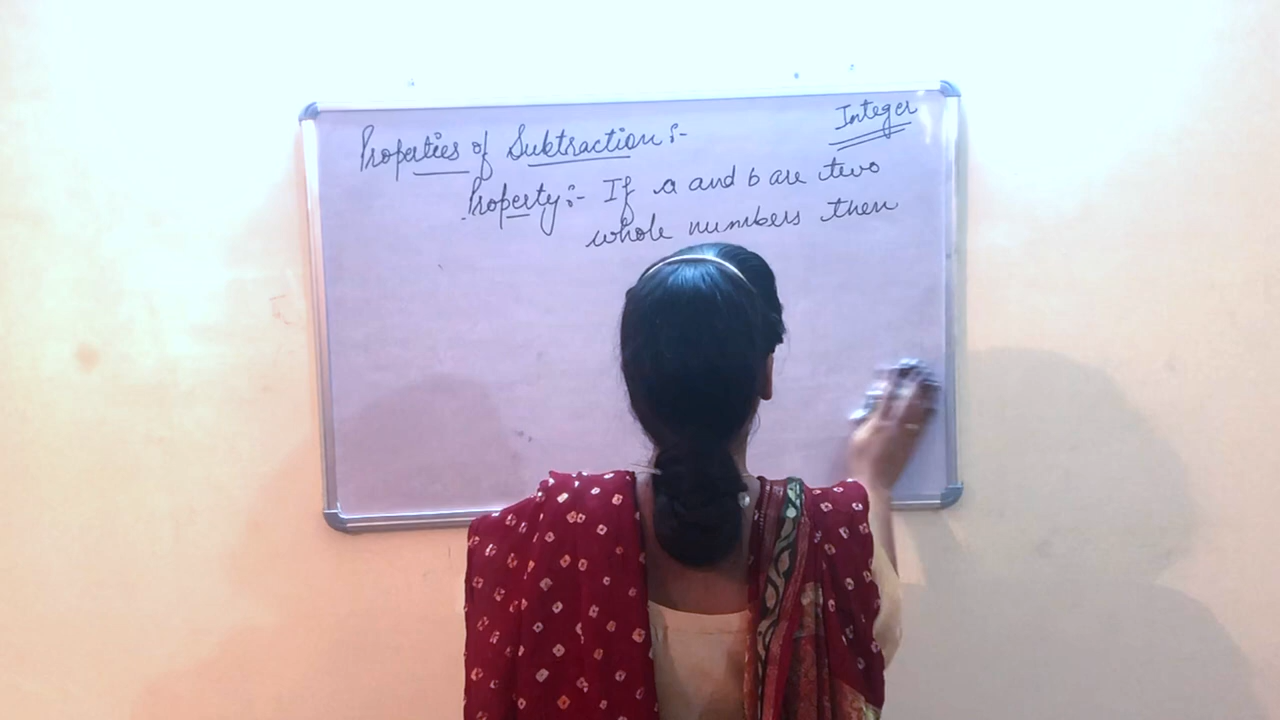 Integer
Properties of Subtraction :-
Property :- If a and b are two
whole numbers then